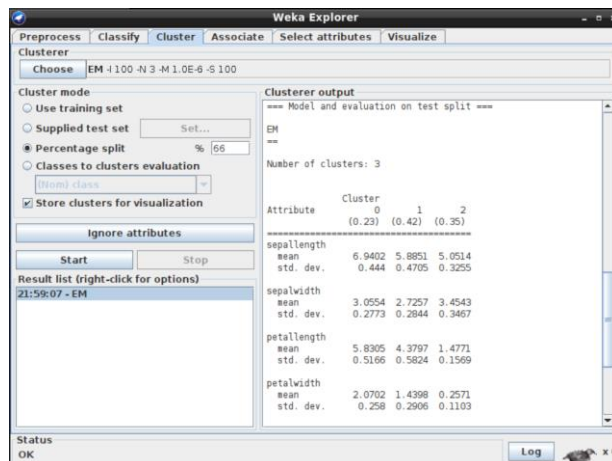 Weka Explorer
Preprocess Classify Cluster Associate Select attributes Visualize
Clusterer
Choose EM -I 100 -N 3 -M 1.0E-6 -S 100
Cluster mode
Use training set
Supplied test set Set...
Percentage split % 66
Classes to clusters evaluation
(Nom) class
Store clusters for visualization
Ignore attributes
Start Stop
Result list (right-click for options)
21:59:07 - EM
Clusterer output
=== Model and evaluation on test split ===
EM
==
Number of clusters: 3
Cluster
Attribute 0 1 2
(0.23) (0.42) (0.35)
======================================
sepallength
mean 6.9402 5.8851 5.0514
std. dev. 0.444 0.4705 0.3255
sepalwidth
mean 3.0554 2.7257 3.4543
std. dev. 0.2773 0.2844 0.3467
petallength
mean 5.8305 4.3797 1.4771
std. dev. 0.5166 0.5824 0.1569
petalwidth
mean 2.0702 1.4398 0.2571
std. dev. 0.258 0.2906 0.1103
Status
OK
Log
x